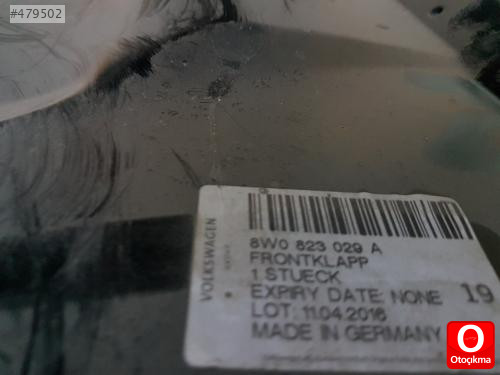 #479502
VOLKSWAGEN
8W0 823 029 A
FRONTKLAPP
1 STUECK
EXPIRY DATE: NONE 19
LOT: 11.04.2016
MADE IN GERMANY
O
Otoçıkma